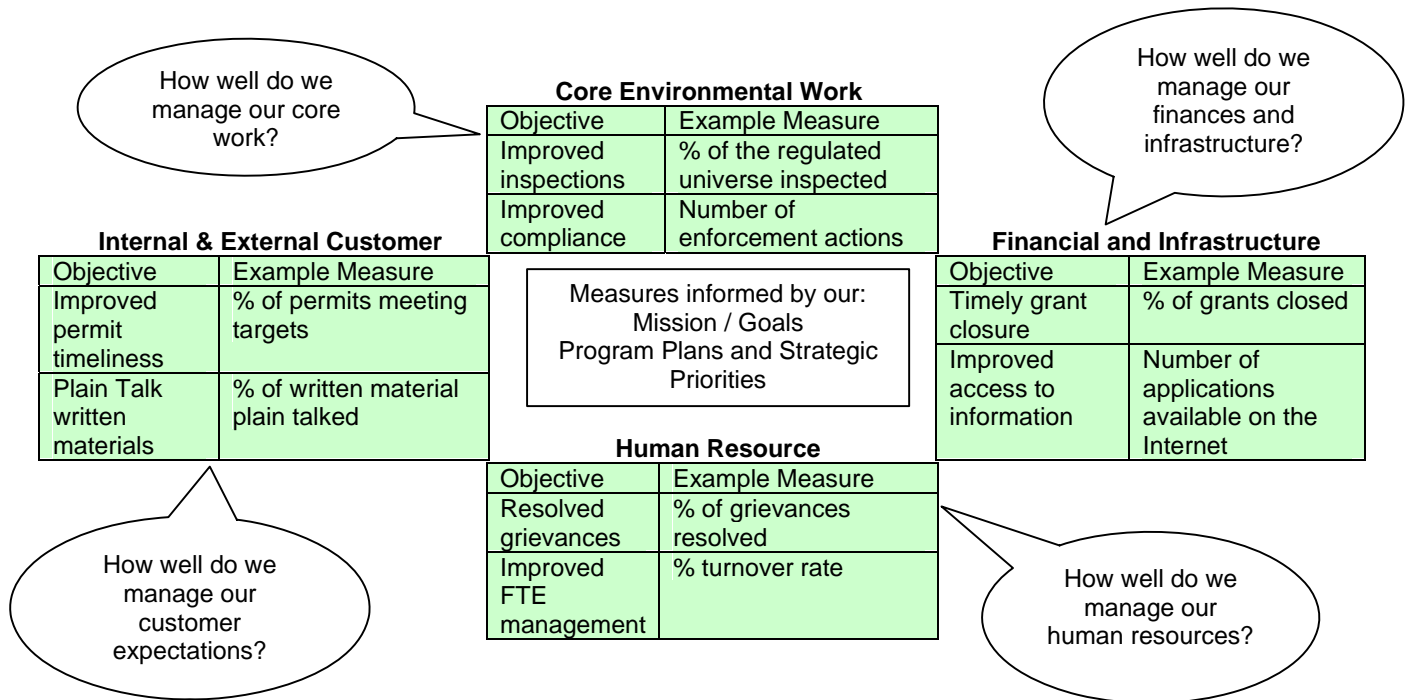 How well do we
manage our core
work?
How well do we
manage our
finances and
infrastructure?
Core Environmental Work
Objective Example Measure
Improved % of the regulated
inspections universe inspected
Improved Number of
compliance enforcement actions
Internal & External Customer
Objective Example Measure
Improved % of permits meeting
permit targets
timeliness
Plain Talk % of written material
written plain talked
materials
Measures informed by our:
Mission / Goals
Program Plans and Strategic
Priorities
Financial and Infrastructure
Objective Example Measure
Timely grant % of grants closed
closure
Improved Number of
access to applications
information available on the
Internet
Human Resource
Objective Example Measure
Resolved % of grievances
grievances resolved
Improved % turnover rate
FTE
management
How well do we
manage our
customer
expectations?
How well do we
manage our
human resources?